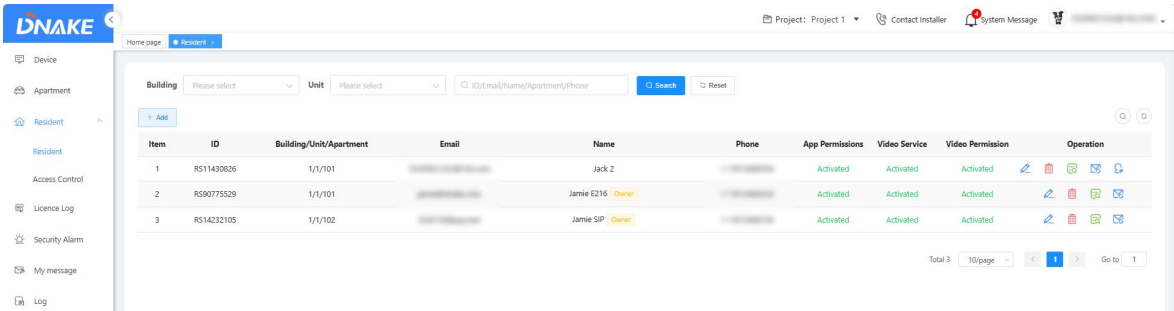 DNAKE
Project: Project 1 Contact Installer 4 System Message
Home page Resident ×
Device
Apartment
Resident
Resident
Access Control
Licence Log
Security Alarm
My message
Log
Building Please select Unit Please select ID/Email/Name/Apartment/Phone Search Reset
+ Add
Item ID Building/Unit/Apartment Email Name Phone App Permissions Video Service Video Permission Operation
1 RS11430826 1/1/101 Jack 2 Activated Activated Activated
2 RS90775529 1/1/101 Jamie E216 Owner Activated Activated Activated
3 RS14232105 1/1/102 Jamie SIP Owner Activated Activated Activated
Total 3 10/page < 1 > Go to 1